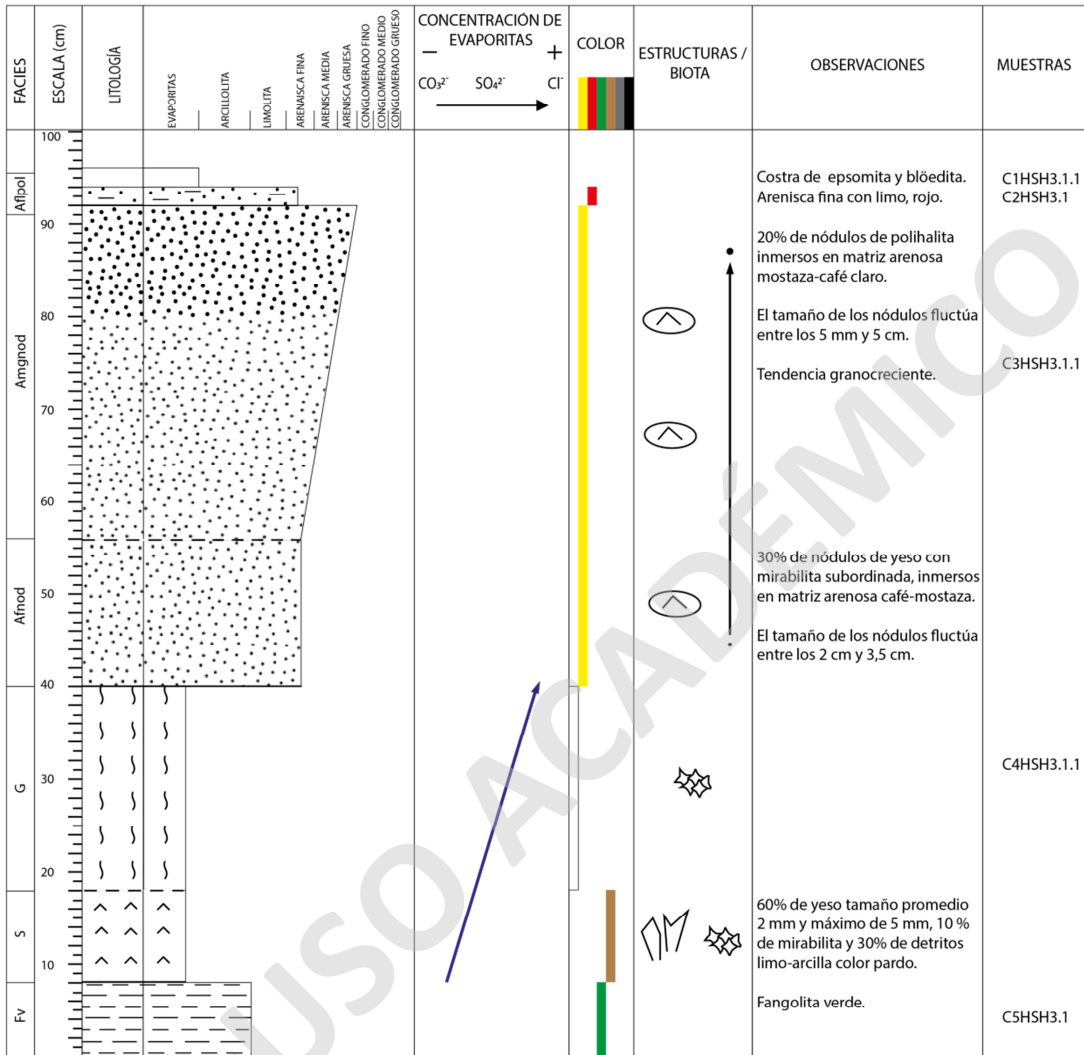 FACIES
ESCALA (cm)
LITOLOGÍA
EVAPORITAS
ARCILLOLITA
LIMOLITA
ARENAISCA FINA
ARENISCA MEDIA
ARENISCA GRUESA
CONGLOMERADO FINO
CONGLOMERADO MEDIO
CONGLOMERADO GRUESO
CONCENTRACIÓN DE
EVAPORITAS
− +
CO₃²⁻ SO₄²⁻ Cl⁻
COLOR
ESTRUCTURAS /
BIOTA
OBSERVACIONES
MUESTRAS
100
90
80
70
60
50
40
30
20
10
Aflpol
Amgnod
Afnod
G
S
Fv
Costra de epsomita y blöedita.
Arenisca fina con limo, rojo.
20% de nódulos de polihalita
inmersos en matriz arenosa
mostaza-café claro.
El tamaño de los nódulos fluctúa
entre los 5 mm y 5 cm.
Tendencia granocreciente.
30% de nódulos de yeso con
mirabilita subordinada, inmersos
en matriz arenosa café-mostaza.
El tamaño de los nódulos fluctúa
entre los 2 cm y 3,5 cm.
60% de yeso tamaño promedio
2 mm y máximo de 5 mm, 10 %
de mirabilita y 30% de detritos
limo-arcilla color pardo.
Fangolita verde.
C1HSH3.1.1
C2HSH3.1
C3HSH3.1.1
C4HSH3.1.1
C5HSH3.1
USO ACADÉMICO